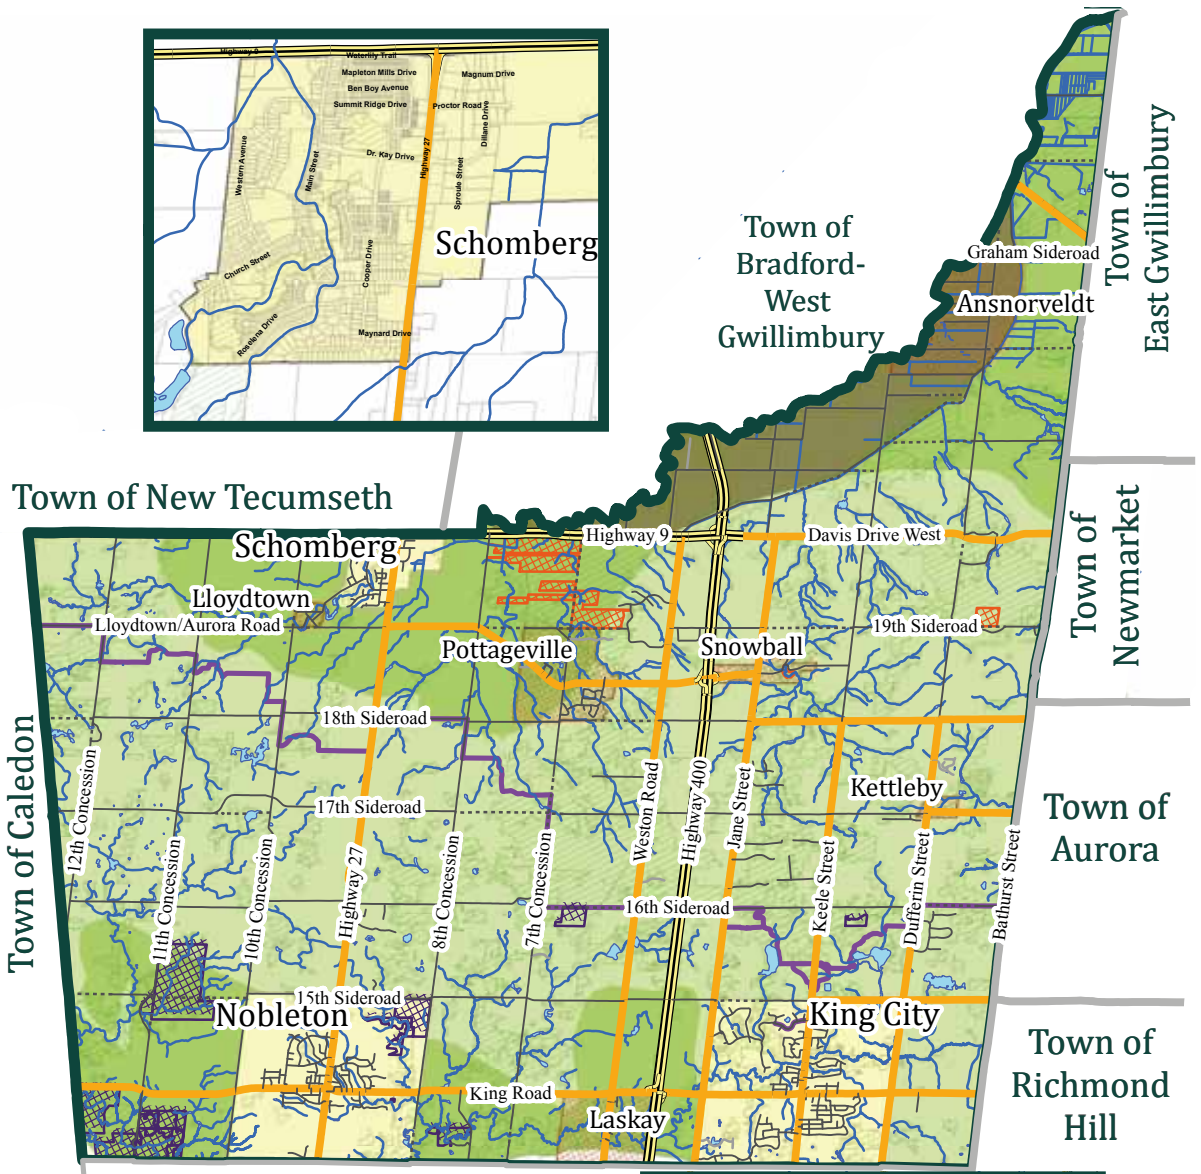 Highway 9
Waterlily Trail
Mapleton Mills Drive
Magnum Drive
Ben Boy Avenue
Summit Ridge Drive
Proctor Road
Dillane Drive
Western Avenue
Main Street
Dr. Kay Drive
Highway 27
Sproule Street
Schomberg
Church Street
Cooper Drive
Roselena Drive
Maynard Drive
Town of
East Gwillimbury
Town of
Bradford-
West
Gwillimbury
Graham Sideroad
Ansnorveldt
Town of New Tecumseth
Town of
Newmarket
Schomberg
Highway 9
Davis Drive West
Lloydtown
Lloydtown/Aurora Road
19th Sideroad
Pottageville
Snowball
18th Sideroad
Town of Caledon
12th Concession
17th Sideroad
Weston Road
Highway 400
Jane Street
Kettleby
Town of
Aurora
11th Concession
10th Concession
Highway 27
8th Concession
7th Concession
16th Sideroad
Keele Street
Dufferin Street
Bathurst Street
15th Sideroad
Nobleton
King City
Town of
Richmond
Hill
King Road
Laskay